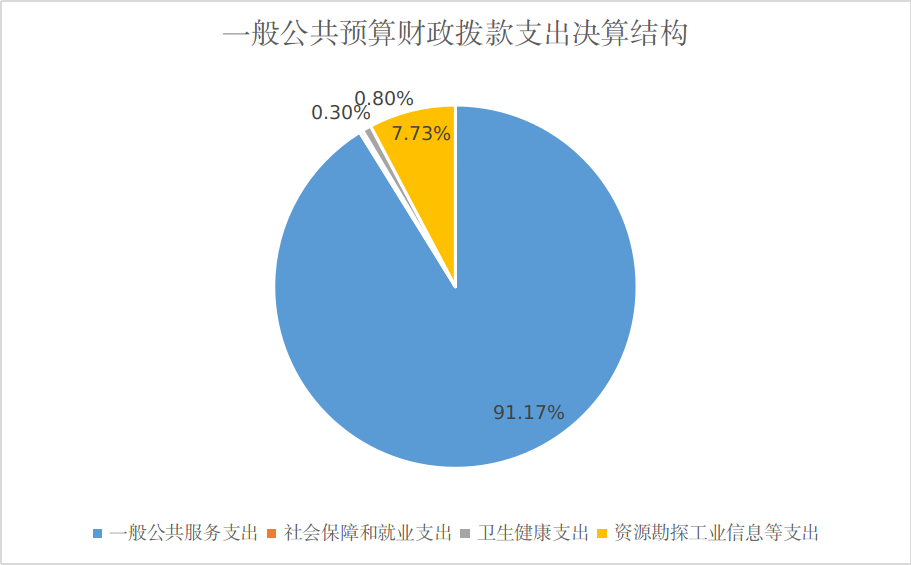 一般公共预算财政拨款支出决算结构
0.80%
0.30%
7.73%
91.17%
一般公共服务支出 社会保障和就业支出 卫生健康支出 资源勘探工业信息等支出